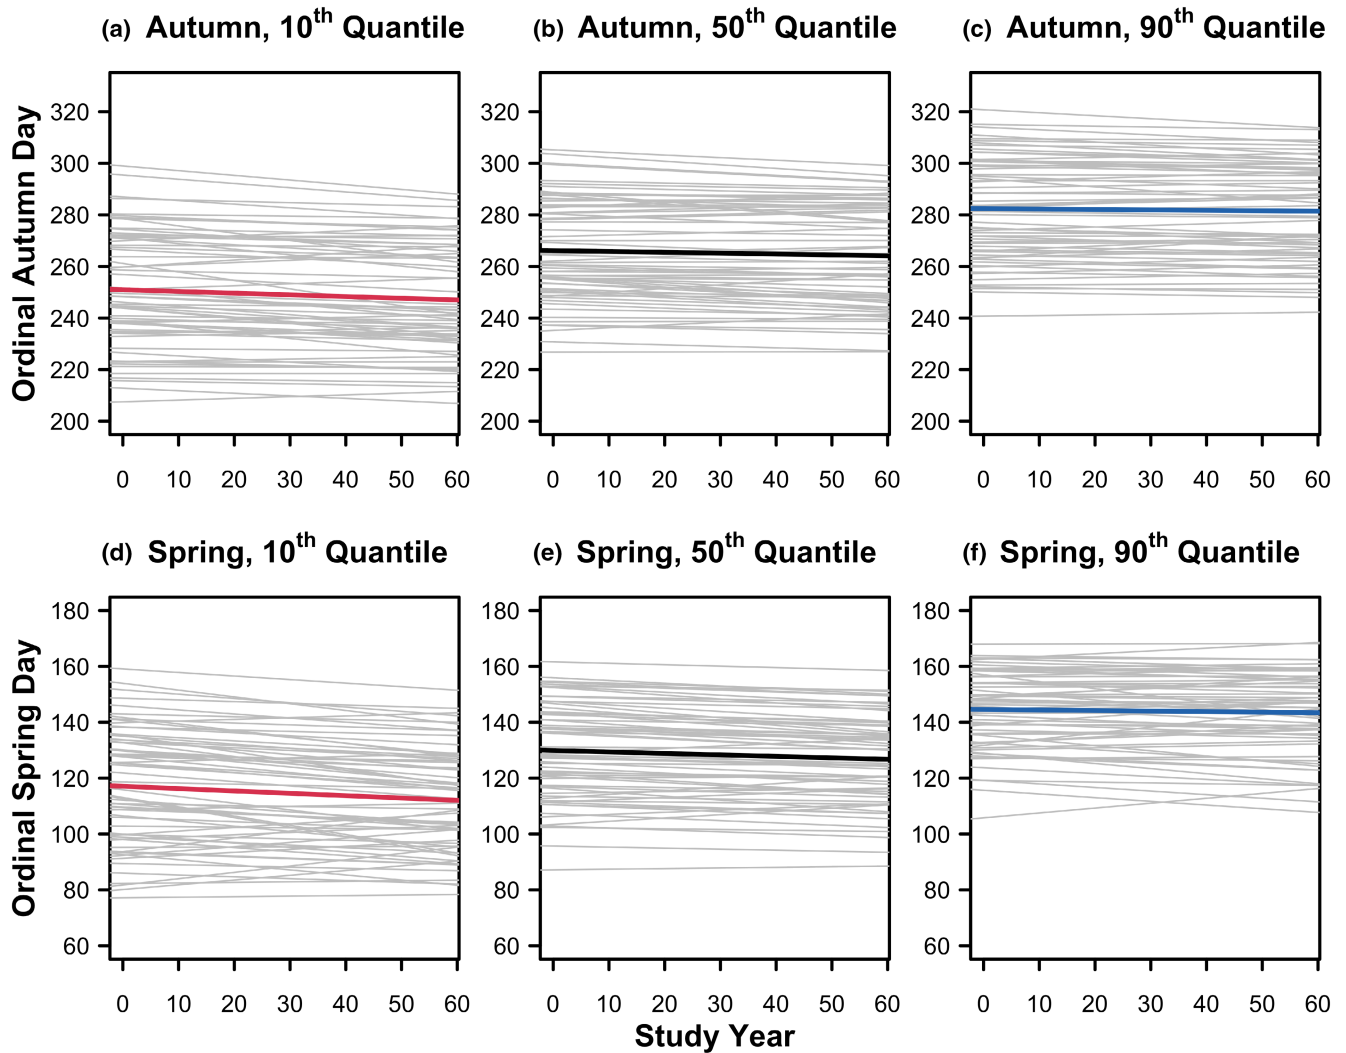 (a) Autumn, 10th Quantile
(b) Autumn, 50th Quantile
(c) Autumn, 90th Quantile
Ordinal Autumn Day
320
300
280
260
240
220
200
0 10 20 30 40 50 60
320
300
280
260
240
220
200
0 10 20 30 40 50 60
320
300
280
260
240
220
200
0 10 20 30 40 50 60
(d) Spring, 10th Quantile
(e) Spring, 50th Quantile
(f) Spring, 90th Quantile
Ordinal Spring Day
180
160
140
120
100
80
60
0 10 20 30 40 50 60
180
160
140
120
100
80
60
0 10 20 30 40 50 60
180
160
140
120
100
80
60
0 10 20 30 40 50 60
Study Year